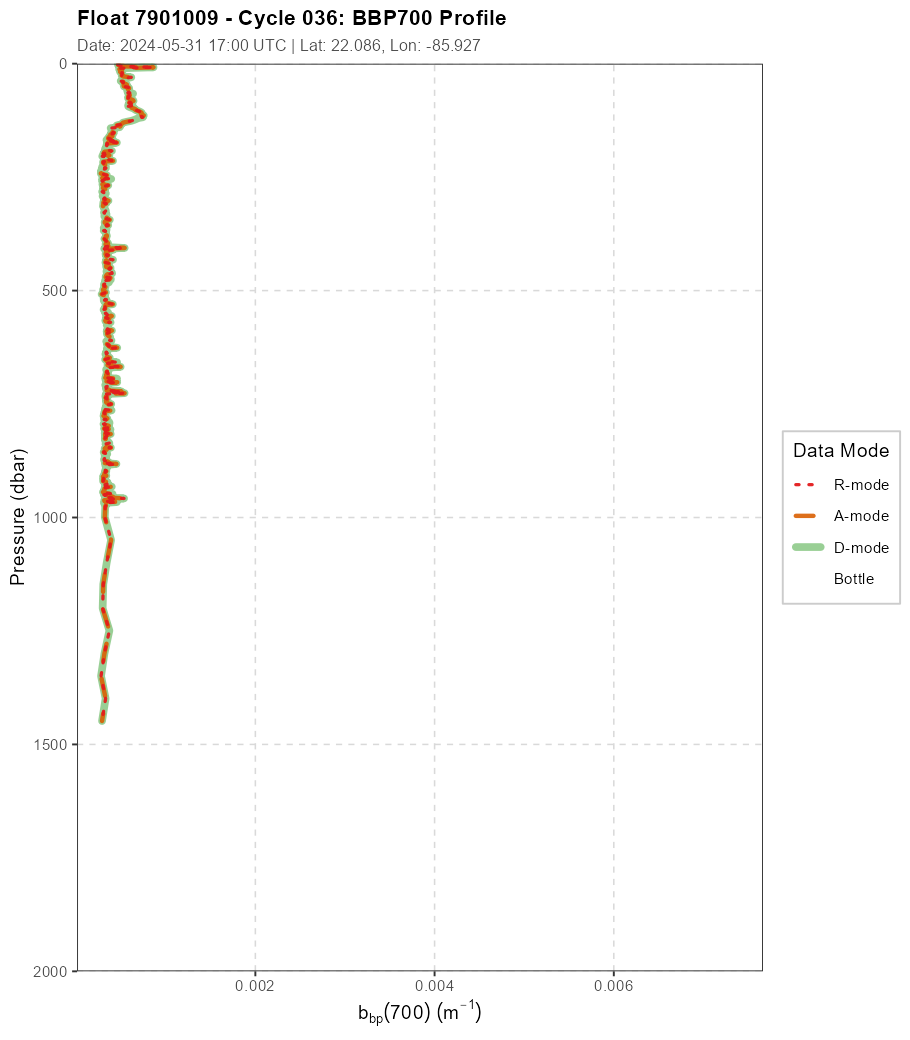 Float 7901009 - Cycle 036: BBP700 Profile
Date: 2024-05-31 17:00 UTC | Lat: 22.086, Lon: -85.927
0
500
1000
1500
2000
Pressure (dbar)
0.002
0.004
0.006
b_bp(700) (m⁻¹)
Data Mode
R-mode
A-mode
D-mode
Bottle